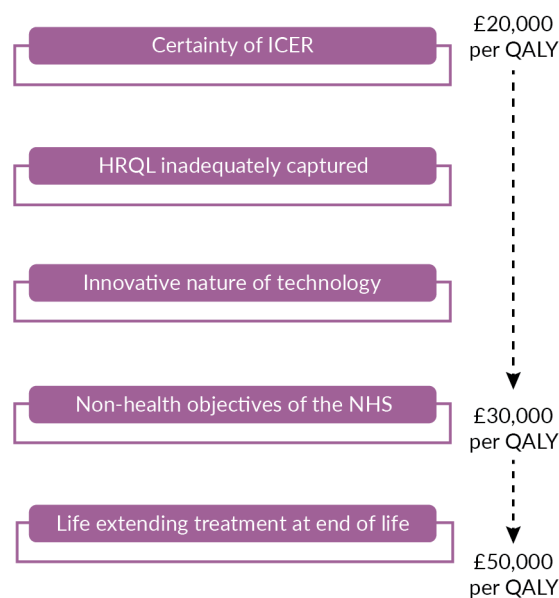 £20,000
per QALY
Certainty of ICER
HRQL inadequately captured
Innovative nature of technology
Non-health objectives of the NHS
£30,000
per QALY
Life extending treatment at end of life
£50,000
per QALY